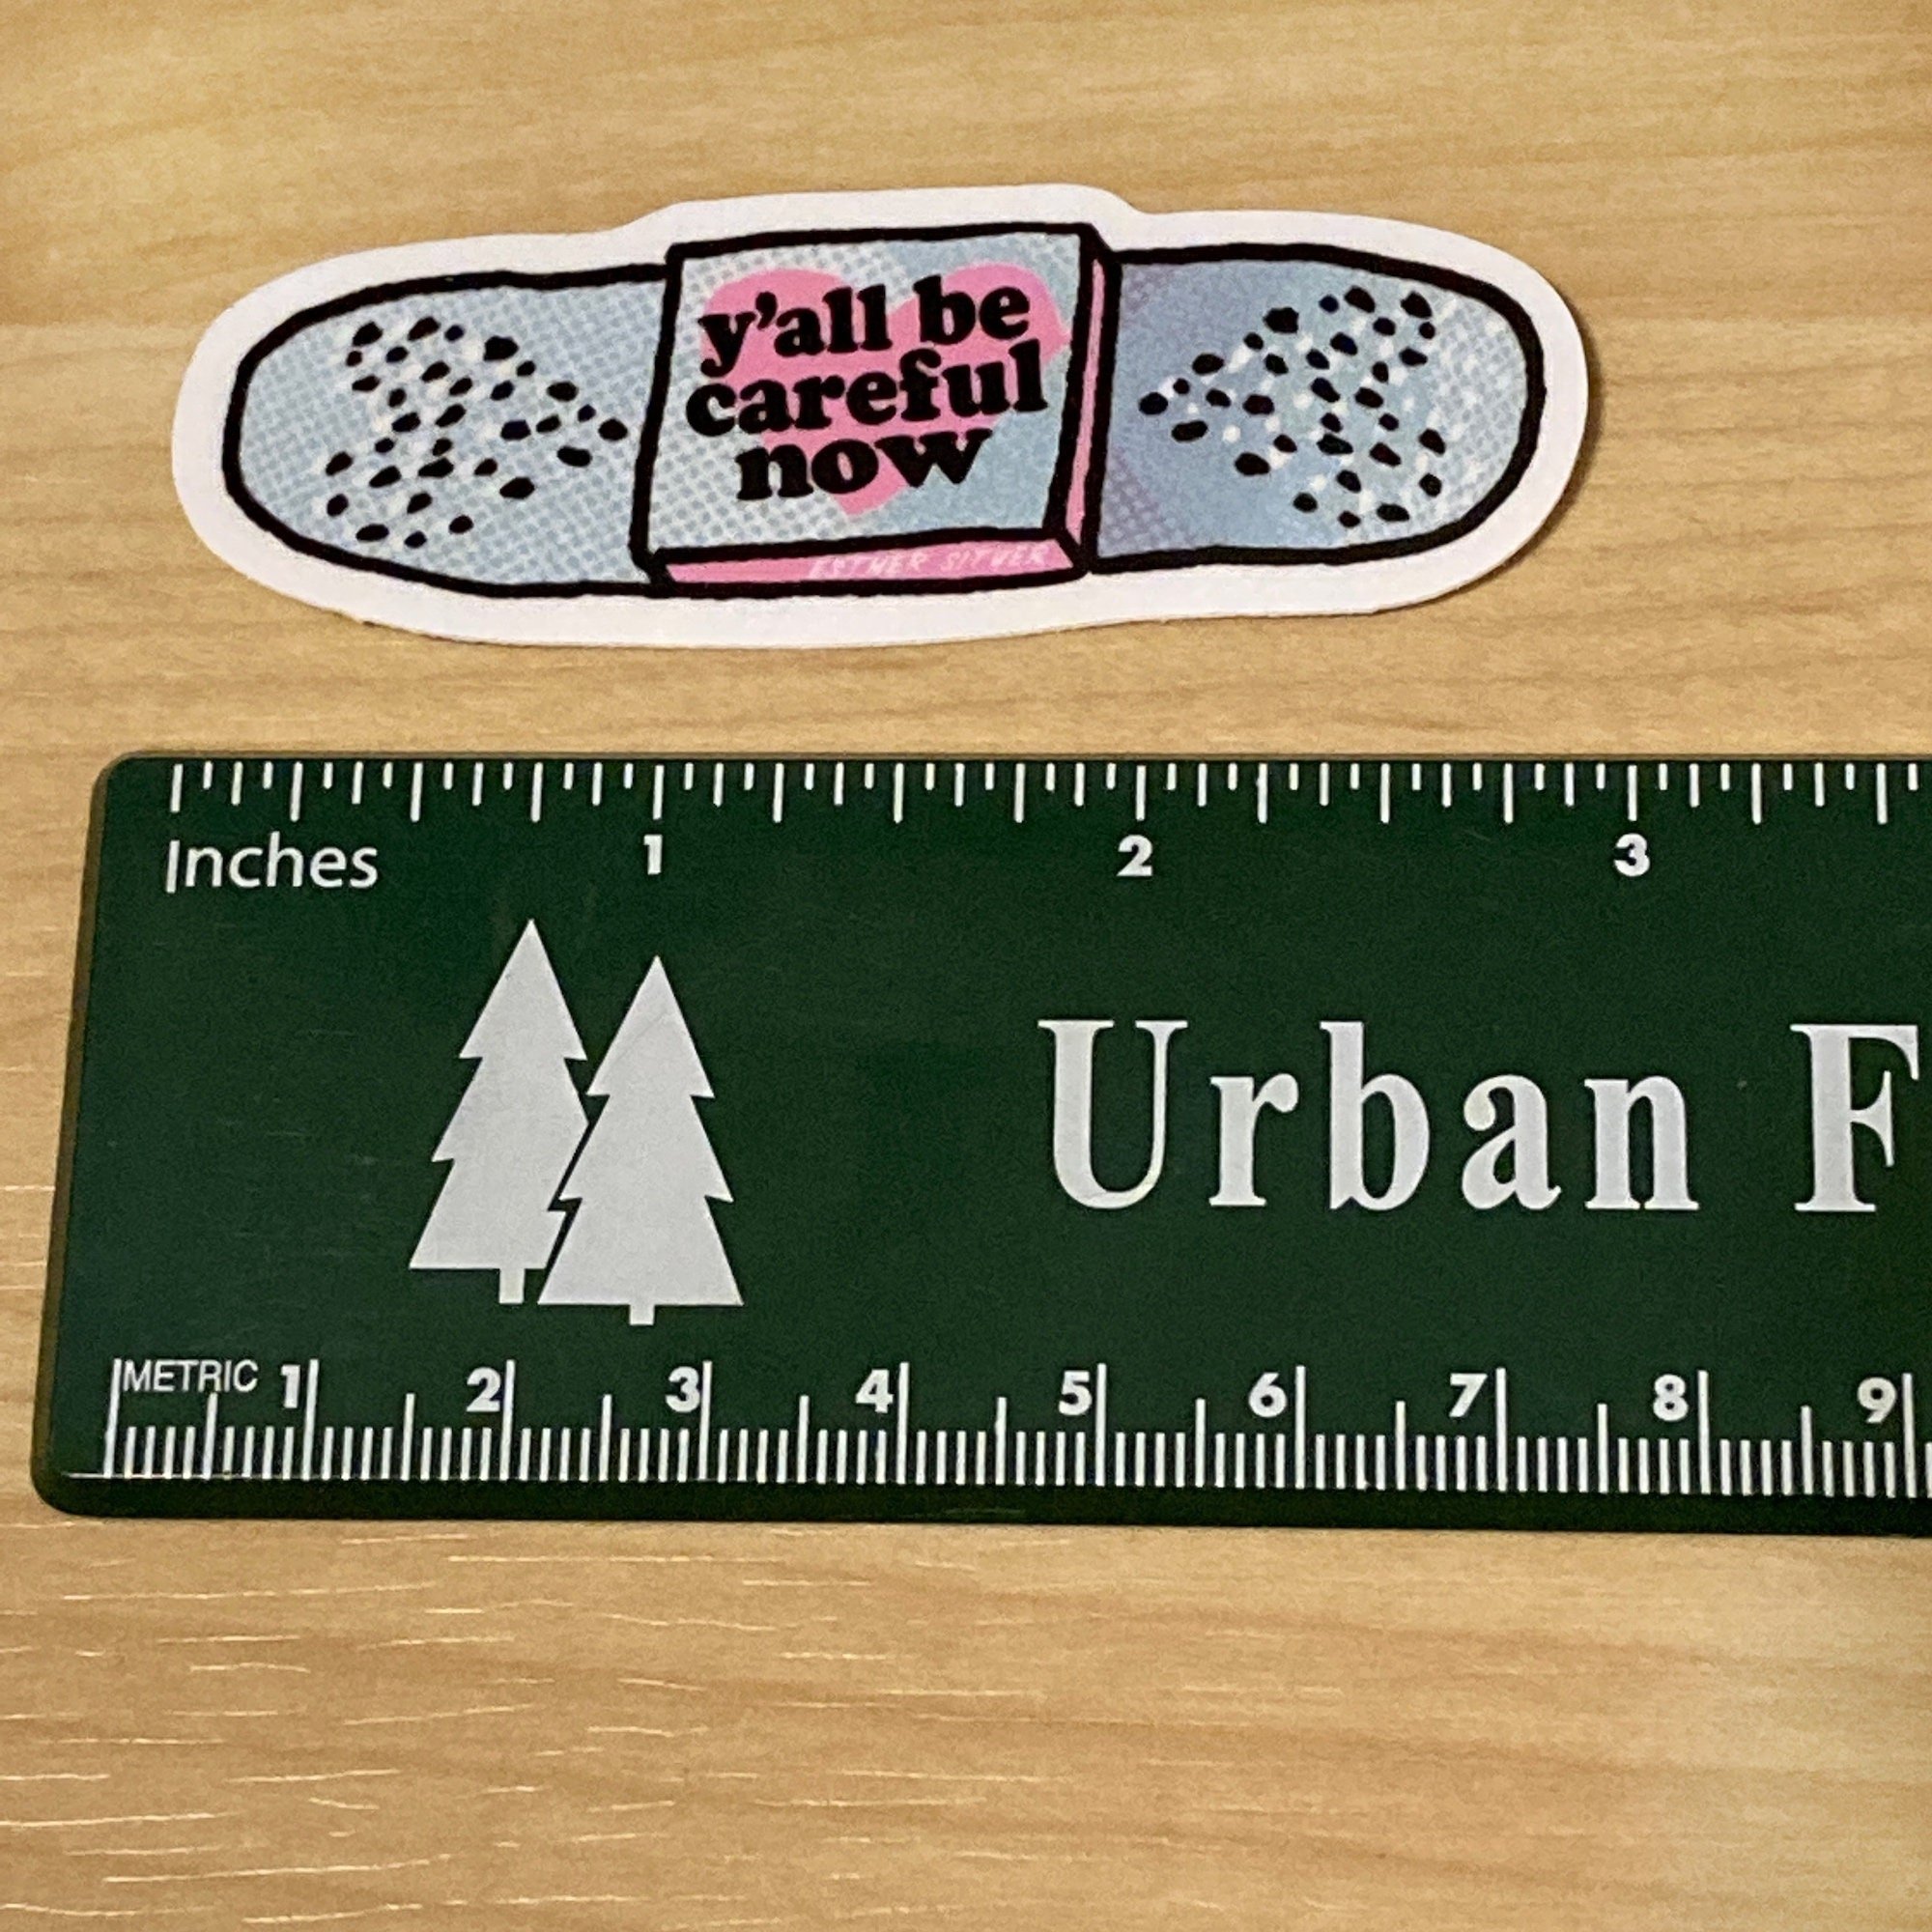 y'all be
careful
now
ESTHER SITVER
Inches 1 2 3
Urban F
METRIC 1 2 3 4 5 6 7 8 9